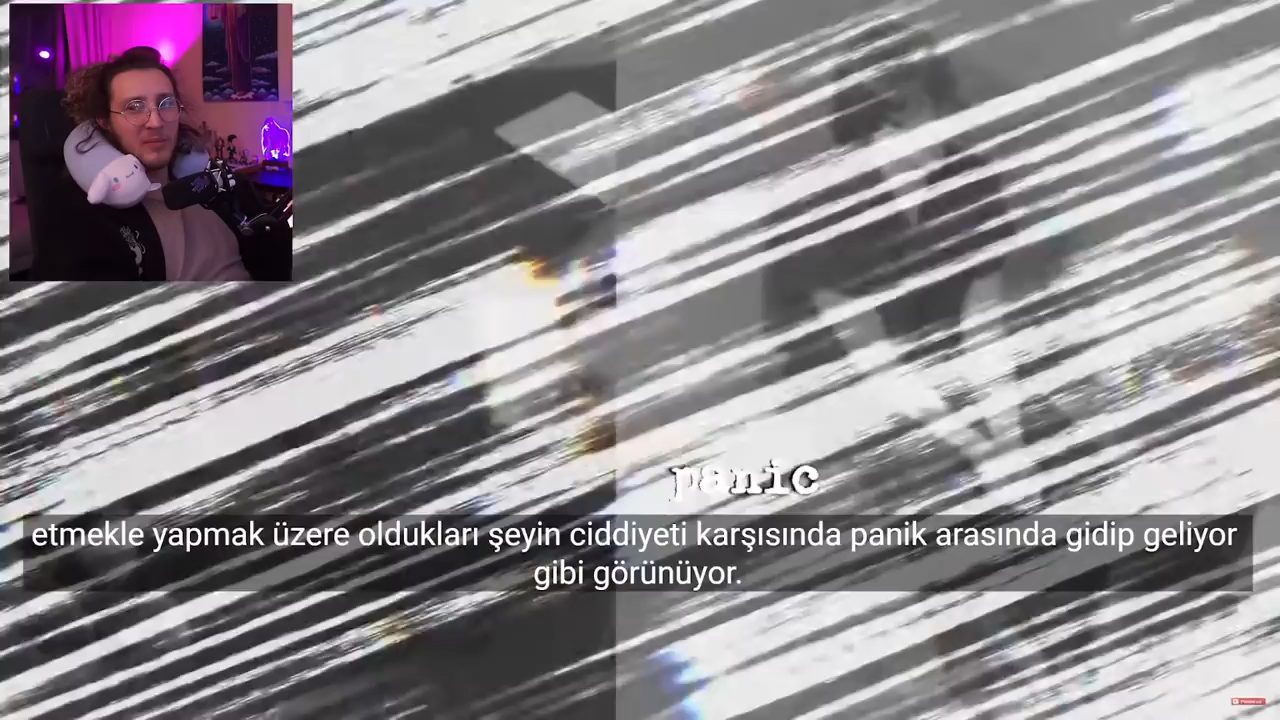 panic
etmekle yapmak üzere oldukları şeyin ciddiyeti karşısında panik arasında gidip geliyor
gibi görünüyor.